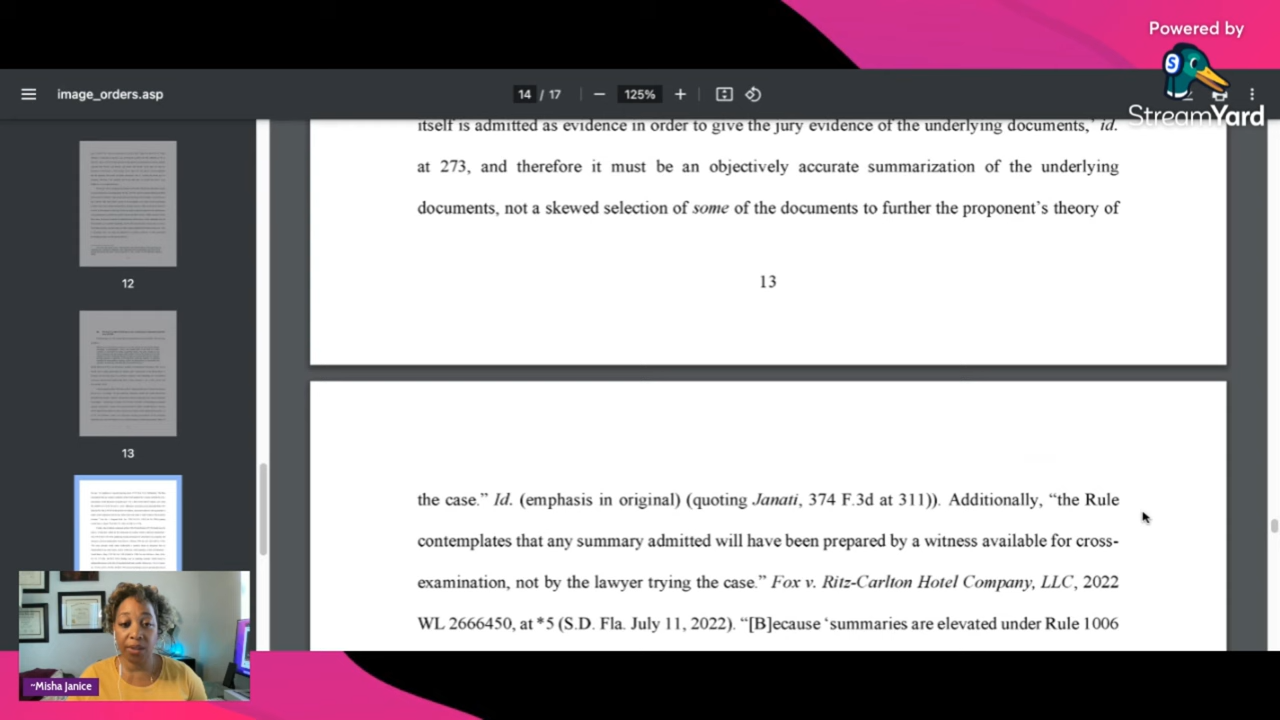 Powered by
S
StreamYard
image_orders.asp
14 / 17
125%
itself is admitted as evidence in order to give the jury evidence of the underlying documents,' id.
at 273, and therefore it must be an objectively accurate summarization of the underlying
documents, not a skewed selection of some of the documents to further the proponent's theory of
13
the case.” Id. (emphasis in original) (quoting Janati, 374 F.3d at 311)). Additionally, “the Rule
contemplates that any summary admitted will have been prepared by a witness available for cross-
examination, not by the lawyer trying the case.” Fox v. Ritz-Carlton Hotel Company, LLC, 2022
WL 2666450, at *5 (S.D. Fla. July 11, 2022). “[B]ecause ‘summaries are elevated under Rule 1006
12
13
~Misha Janice